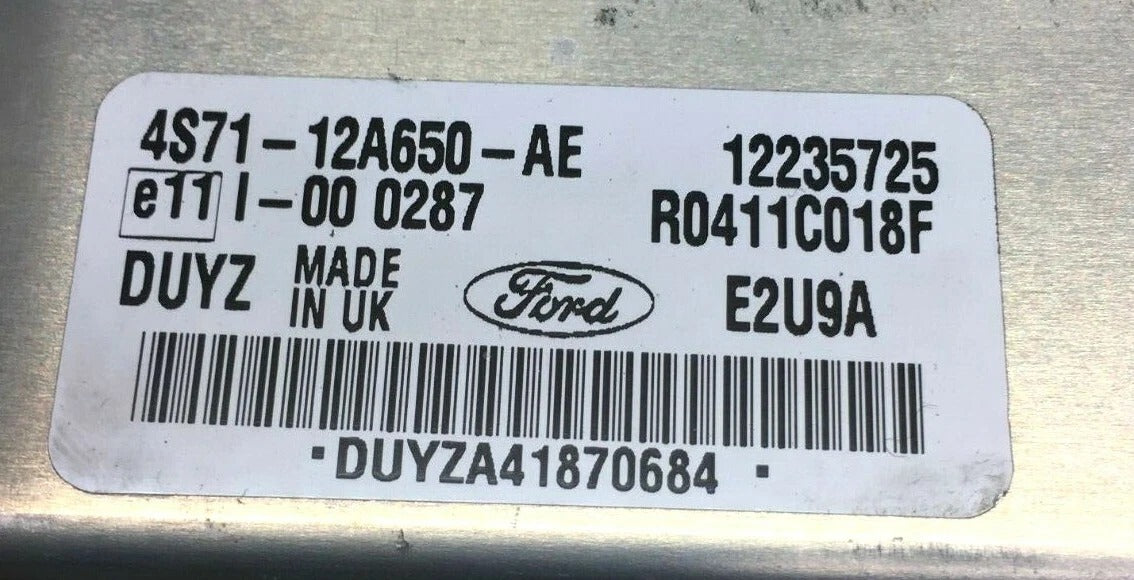 4S71-12A650-AE 12235725
e11 I-00 0287 R0411C018F
DUYZ MADE IN UK Ford E2U9A
·DUYZA41870684·